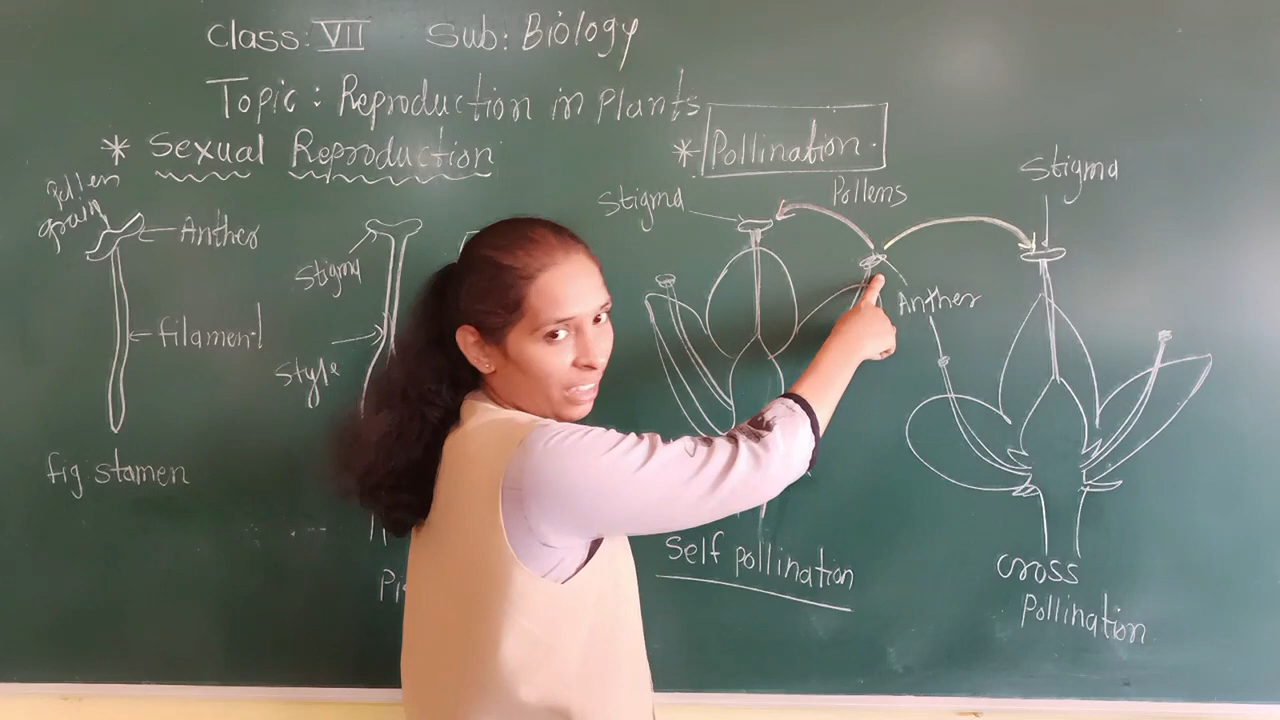 Class: VII Sub: Biology
Topic: Reproduction in Plants
* Sexual Reproduction
* Pollination.
Pollen
grain
Anther
filament
fig: stamen
Stigma
Style
Stigma
Pollens
Anther
Self pollination
Stigma
Cross
Pollination